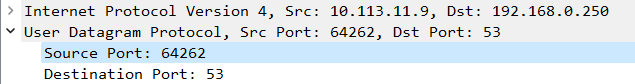 Internet Protocol Version 4, Src: 10.113.11.9, Dst: 192.168.0.250
User Datagram Protocol, Src Port: 64262, Dst Port: 53
Source Port: 64262
Destination Port: 53